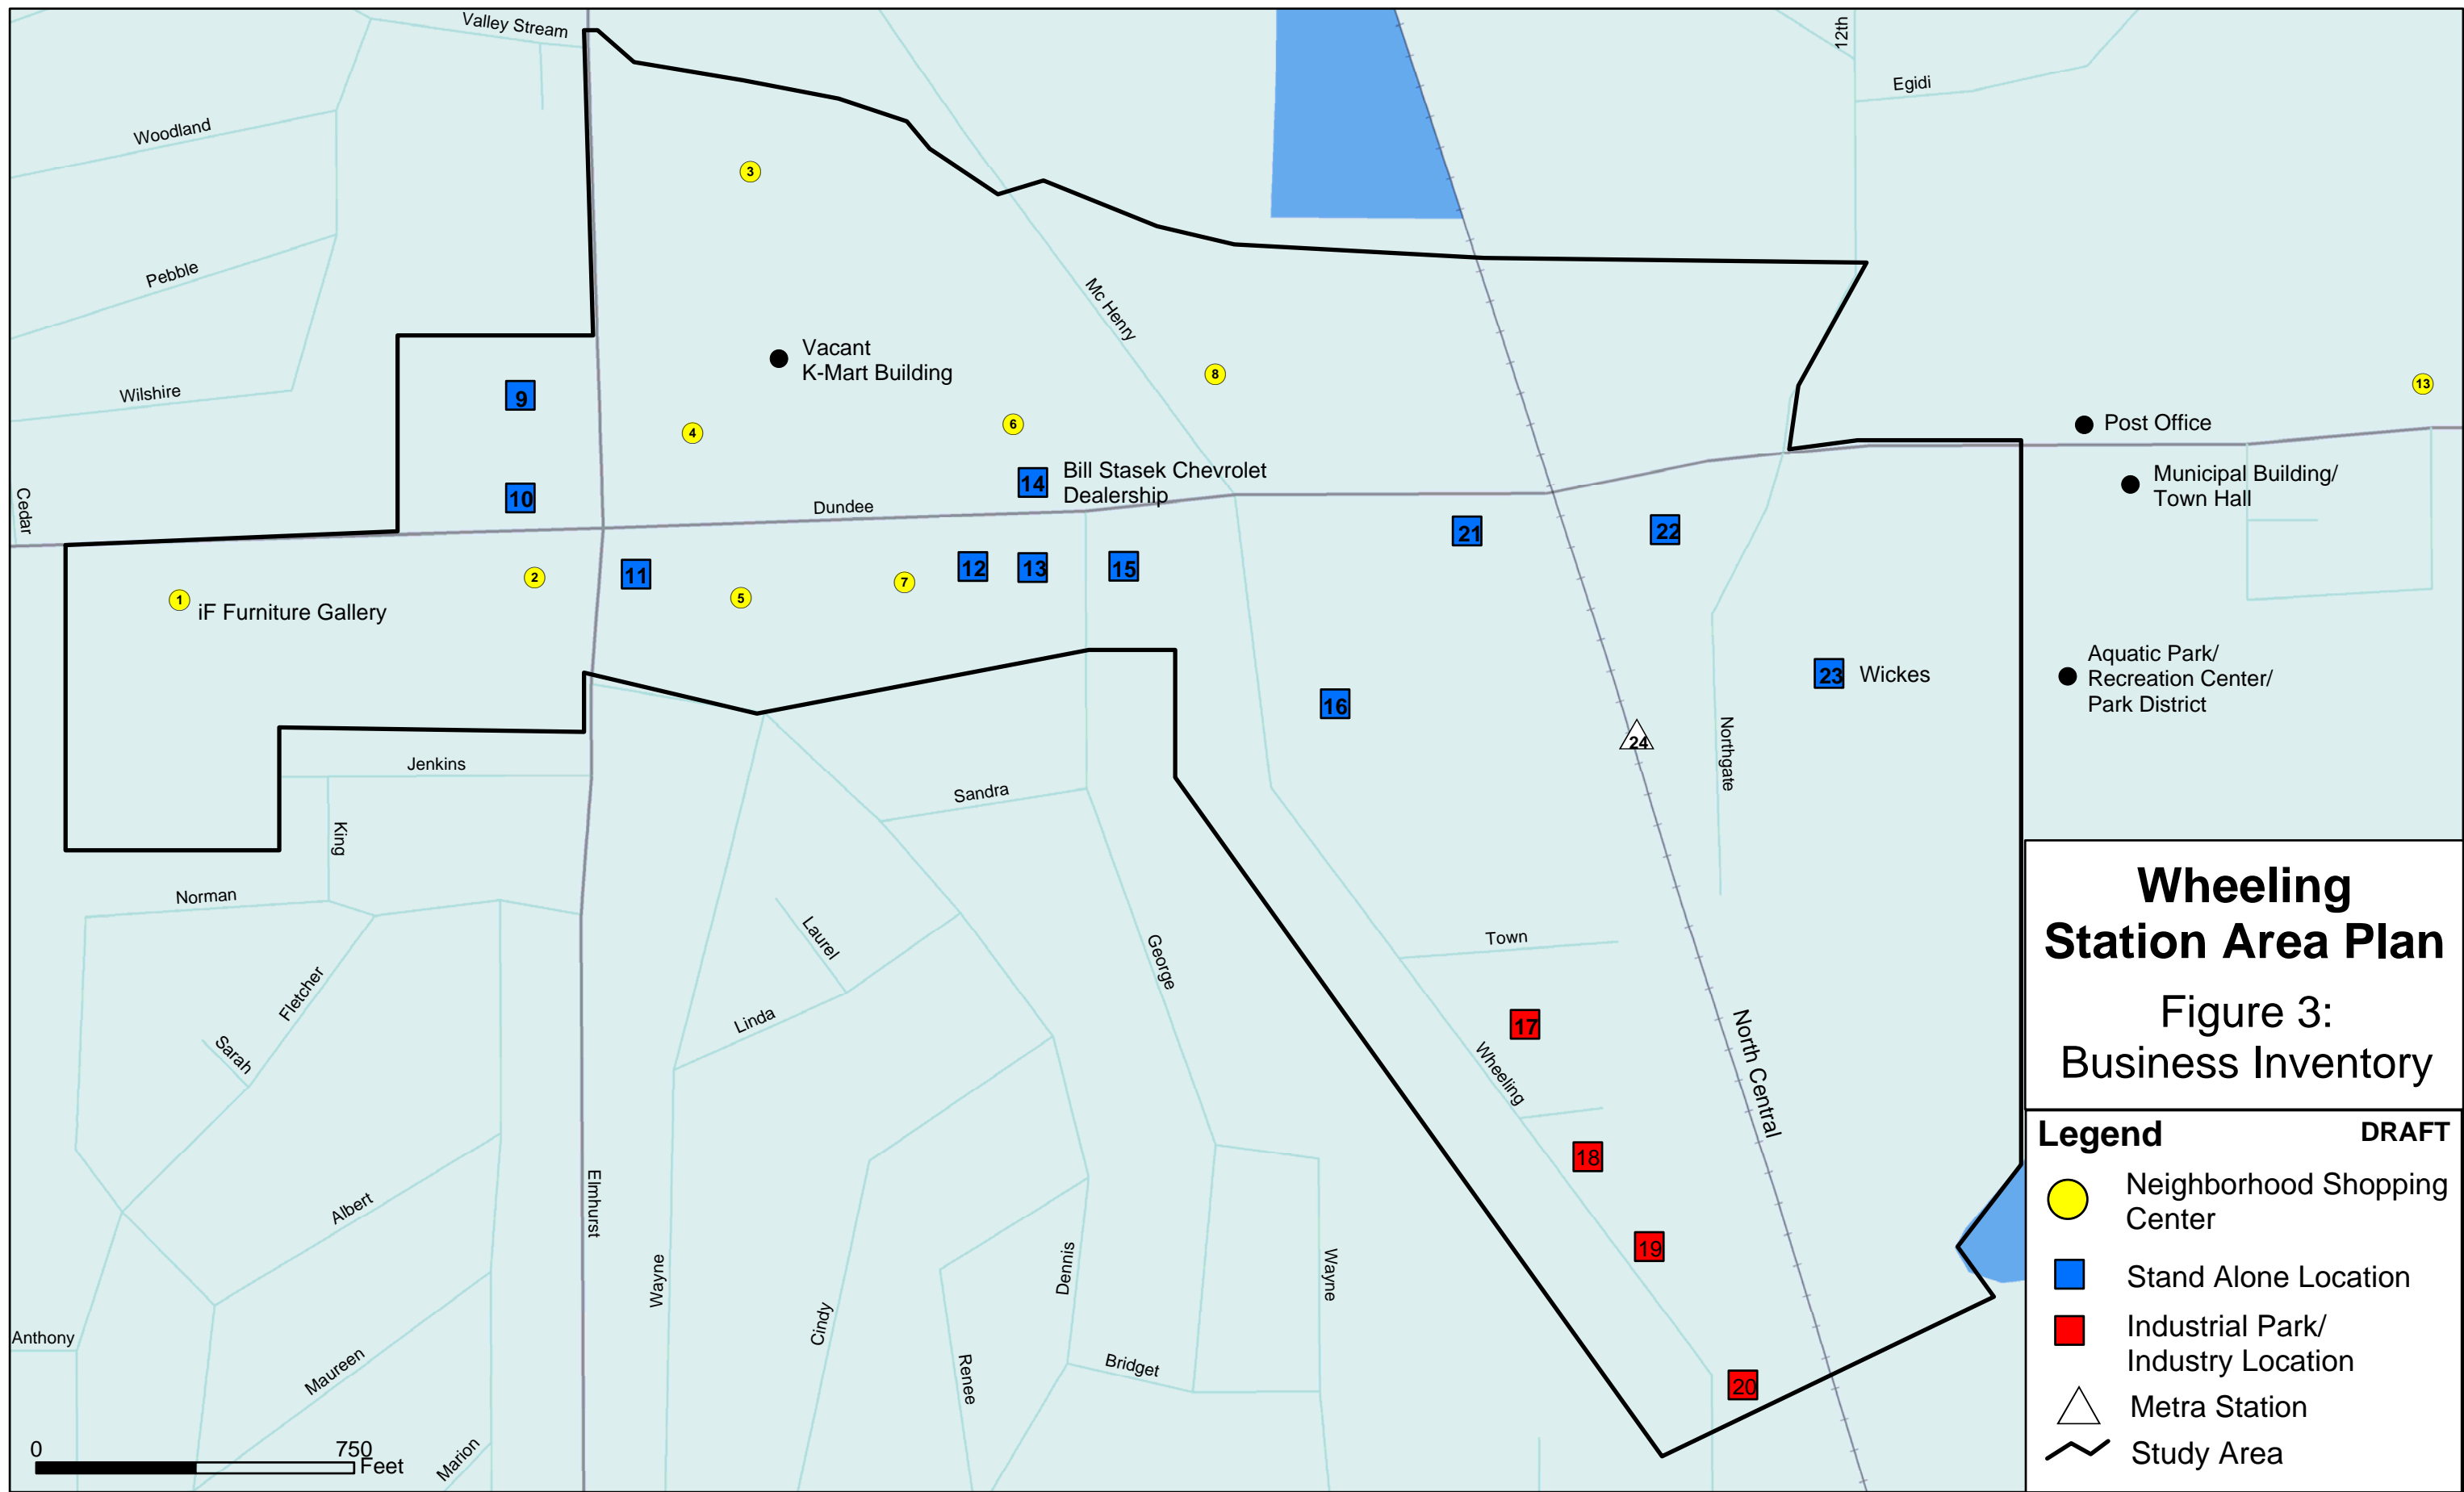 Valley Stream
12th
Egidi
Woodland
3
Pebble
Mc Henry
Vacant
K-Mart Building
8
13
Wilshire
9
4
6
Post Office
Bill Stasek Chevrolet
Dealership
14
Municipal Building/
Town Hall
Cedar
10
Dundee
21
22
1
iF Furniture Gallery
2
11
5
7
12
13
15
Aquatic Park/
Recreation Center/
Park District
23
Wickes
16
24
Northgate
Jenkins
Sandra
King
Norman
Laurel
George
Town
Wheeling
Station Area Plan
Figure 3:
Business Inventory
Fletcher
Linda
Sarah
17
Wheeling
North Central
18
Legend
DRAFT
Neighborhood Shopping
Center
Albert
Elmhurst
Wayne
Dennis
Wayne
19
Stand Alone Location
Cindy
Industrial Park/
Industry Location
Anthony
Maureen
Renee
Bridget
20
Metra Station
Marion
Study Area
0
750
Feet